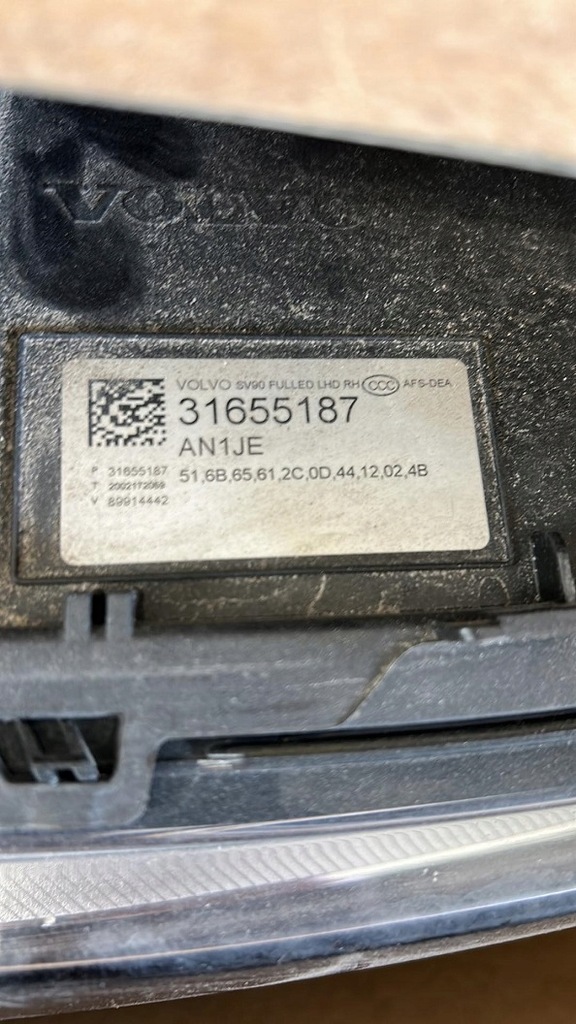 VOLVO
VOLVO SV90 FULLED LHD RH CCC AFS-DEA
31655187
AN1JE
51,6B,65,61,2C,0D,44,12,02,4B
P 31655187
T 2002172069
V 89914442